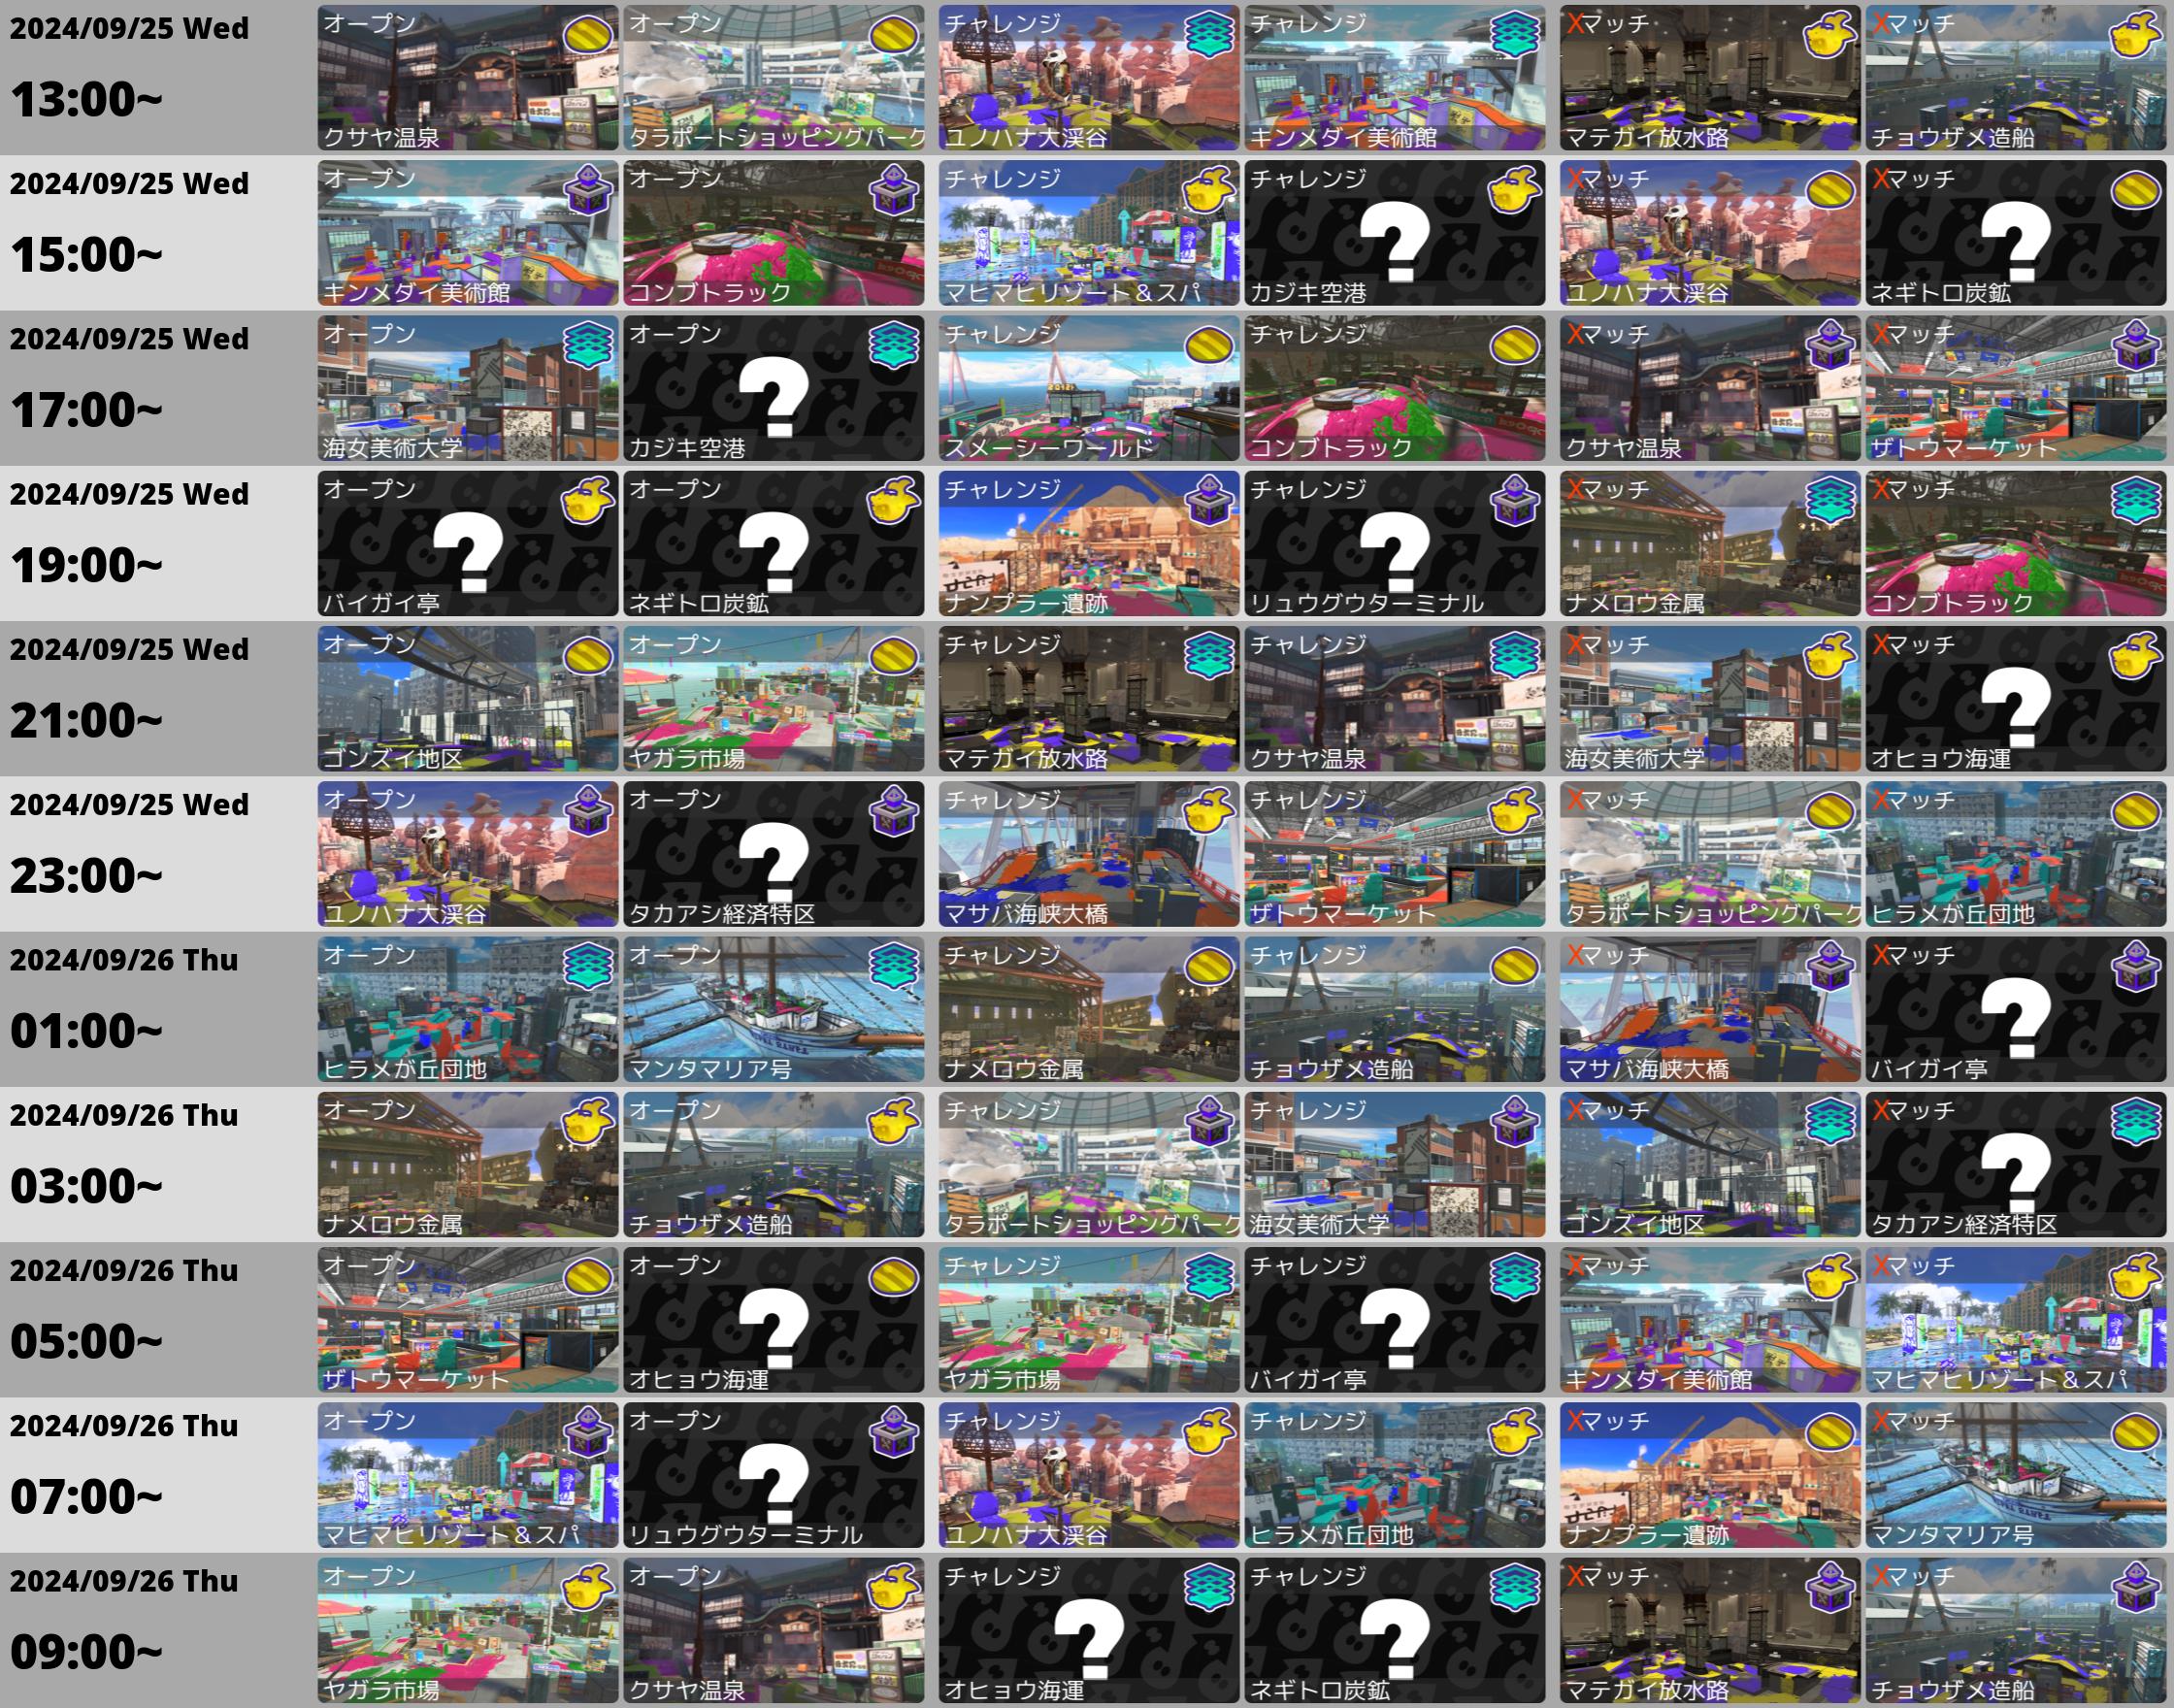 2024/09/25 Wed
13:00~
オープン オープン チャレンジ チャレンジ Xマッチ Xマッチ
クサヤ温泉 タラポートショッピングパーク ユノハナ大渓谷 キンメダイ美術館 マテガイ放水路 チョウザメ造船
2024/09/25 Wed
15:00~
オープン オープン チャレンジ チャレンジ Xマッチ Xマッチ
キンメダイ美術館 コンブトラック マヒマヒリゾート＆スパ カジキ空港 ユノハナ大渓谷 ネギトロ炭鉱
2024/09/25 Wed
17:00~
オープン オープン チャレンジ チャレンジ Xマッチ Xマッチ
海女美術大学 カジキ空港 スメーシーワールド コンブトラック クサヤ温泉 ザトウマーケット
2024/09/25 Wed
19:00~
オープン オープン チャレンジ チャレンジ Xマッチ Xマッチ
バイガイ亭 ネギトロ炭鉱 ナンプラー遺跡 リュウグウターミナル ナメロウ金属 コンブトラック
2024/09/25 Wed
21:00~
オープン オープン チャレンジ チャレンジ Xマッチ Xマッチ
ゴンズイ地区 ヤガラ市場 マテガイ放水路 クサヤ温泉 海女美術大学 オヒョウ海運
2024/09/25 Wed
23:00~
オープン オープン チャレンジ チャレンジ Xマッチ Xマッチ
ユノハナ大渓谷 タカアシ経済特区 マサバ海峡大橋 ザトウマーケット タラポートショッピングパーク ヒラメが丘団地
2024/09/26 Thu
01:00~
オープン オープン チャレンジ チャレンジ Xマッチ Xマッチ
ヒラメが丘団地 マンタマリア号 ナメロウ金属 チョウザメ造船 マサバ海峡大橋 バイガイ亭
2024/09/26 Thu
03:00~
オープン オープン チャレンジ チャレンジ Xマッチ Xマッチ
ナメロウ金属 チョウザメ造船 タラポートショッピングパーク 海女美術大学 ゴンズイ地区 タカアシ経済特区
2024/09/26 Thu
05:00~
オープン オープン チャレンジ チャレンジ Xマッチ Xマッチ
ザトウマーケット オヒョウ海運 ヤガラ市場 バイガイ亭 キンメダイ美術館 マヒマヒリゾート＆スパ
2024/09/26 Thu
07:00~
オープン オープン チャレンジ チャレンジ Xマッチ Xマッチ
マヒマヒリゾート＆スパ リュウグウターミナル ユノハナ大渓谷 ヒラメが丘団地 ナンプラー遺跡 マンタマリア号
2024/09/26 Thu
09:00~
オープン オープン チャレンジ チャレンジ Xマッチ Xマッチ
ヤガラ市場 クサヤ温泉 オヒョウ海運 ネギトロ炭鉱 マテガイ放水路 チョウザメ造船